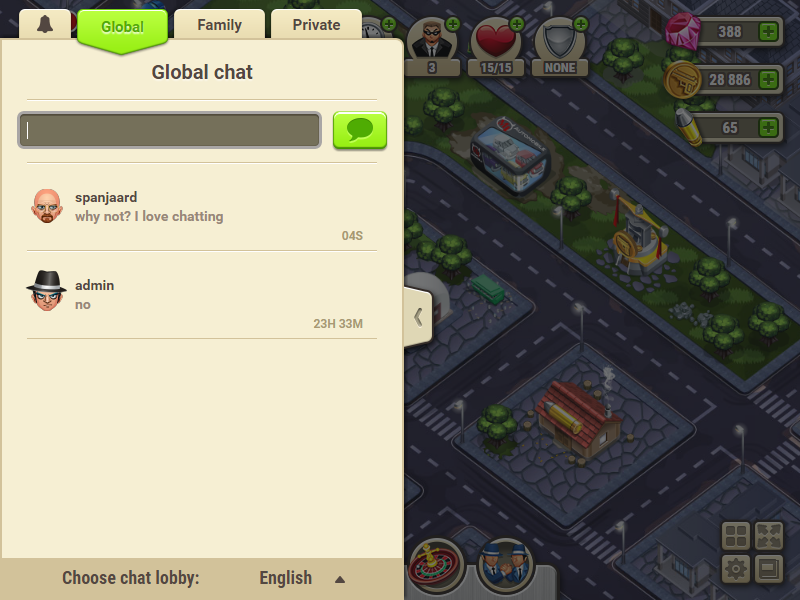 Global
Family
Private
3
15/15
NONE
388
28 886
65
Global chat
spanjaard
why not? I love chatting
04S
admin
no
23H 33M
Choose chat lobby:
English